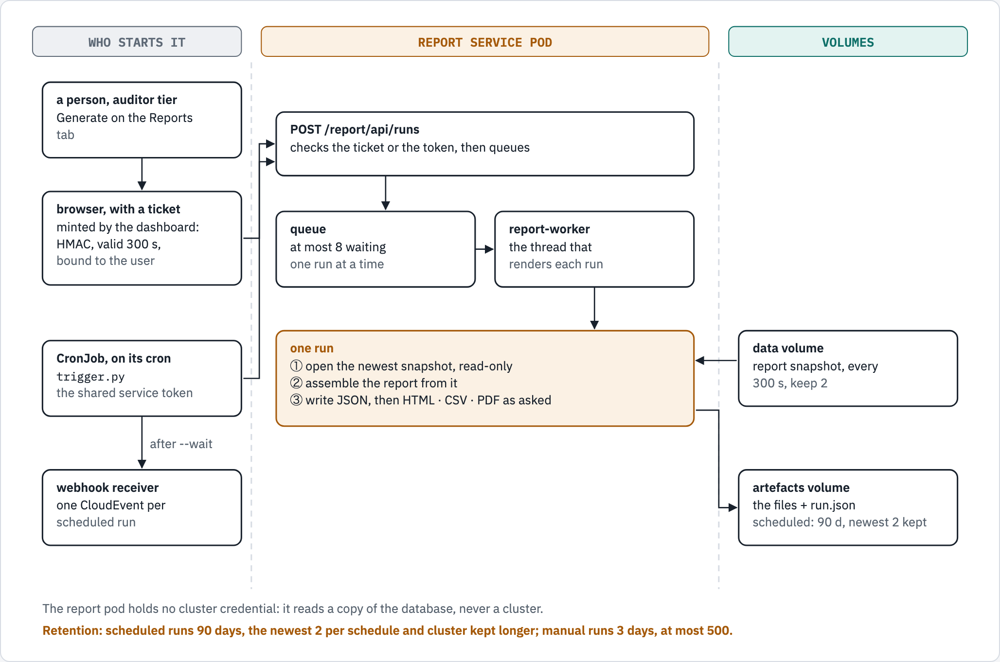 WHO STARTS IT
REPORT SERVICE POD
VOLUMES
a person, auditor tier
Generate on the Reports
tab
browser, with a ticket
minted by the dashboard:
HMAC, valid 300 s,
bound to the user
CronJob, on its cron
trigger.py
the shared service token
after --wait
webhook receiver
one CloudEvent per
scheduled run
POST /report/api/runs
checks the ticket or the token, then queues
queue
at most 8 waiting
one run at a time
report-worker
the thread that
renders each run
one run
① open the newest snapshot, read-only
② assemble the report from it
③ write JSON, then HTML · CSV · PDF as asked
data volume
report snapshot, every
300 s, keep 2
artefacts volume
the files + run.json
scheduled: 90 d, newest 2 kept
The report pod holds no cluster credential: it reads a copy of the database, never a cluster.
Retention: scheduled runs 90 days, the newest 2 per schedule and cluster kept longer; manual runs 3 days, at most 500.